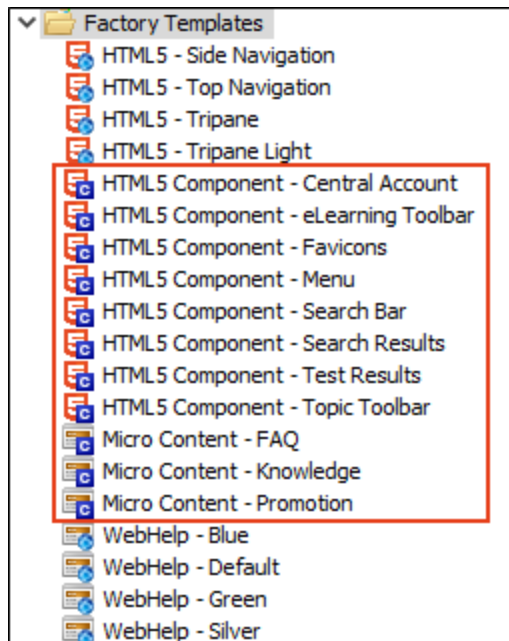 Factory Templates
HTML5 - Side Navigation
HTML5 - Top Navigation
HTML5 - Tripane
HTML5 - Tripane Light
HTML5 Component - Central Account
HTML5 Component - eLearning Toolbar
HTML5 Component - Favicons
HTML5 Component - Menu
HTML5 Component - Search Bar
HTML5 Component - Search Results
HTML5 Component - Test Results
HTML5 Component - Topic Toolbar
Micro Content - FAQ
Micro Content - Knowledge
Micro Content - Promotion
WebHelp - Blue
WebHelp - Default
WebHelp - Green
WebHelp - Silver